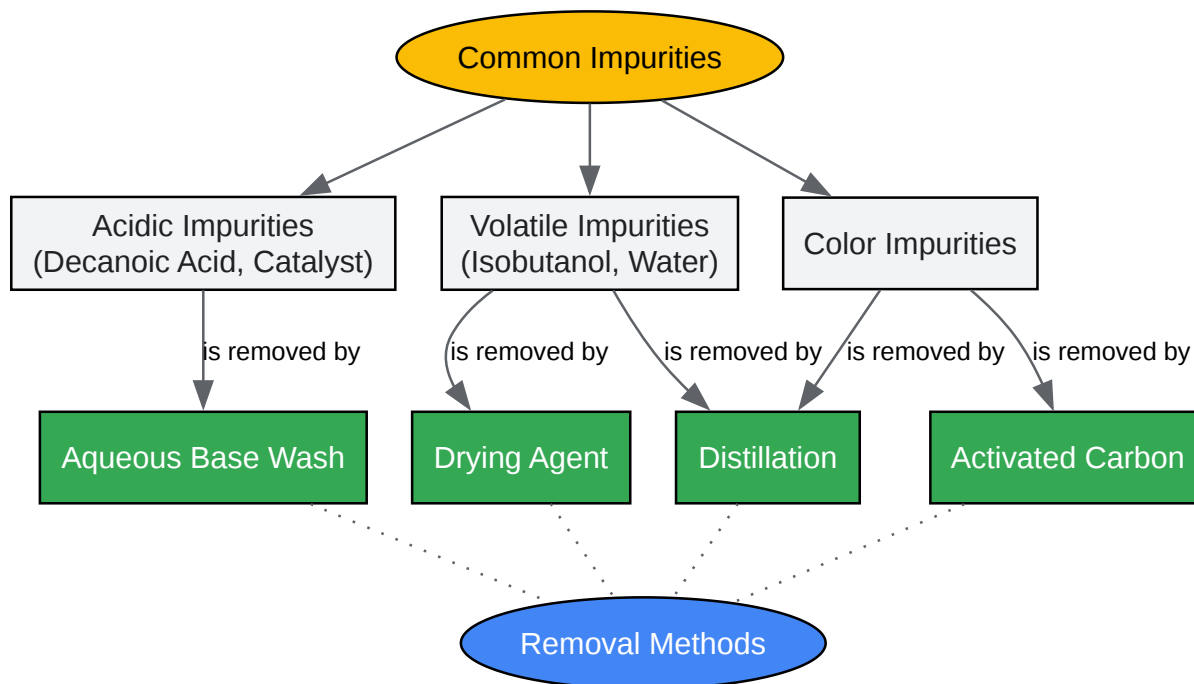 Common Impurities
Acidic Impurities
(Decanoic Acid, Catalyst)
Volatile Impurities
(Isobutanol, Water)
Color Impurities
is removed by
is removed by
is removed by
is removed by
is removed by
Aqueous Base Wash
Drying Agent
Distillation
Activated Carbon
Removal Methods